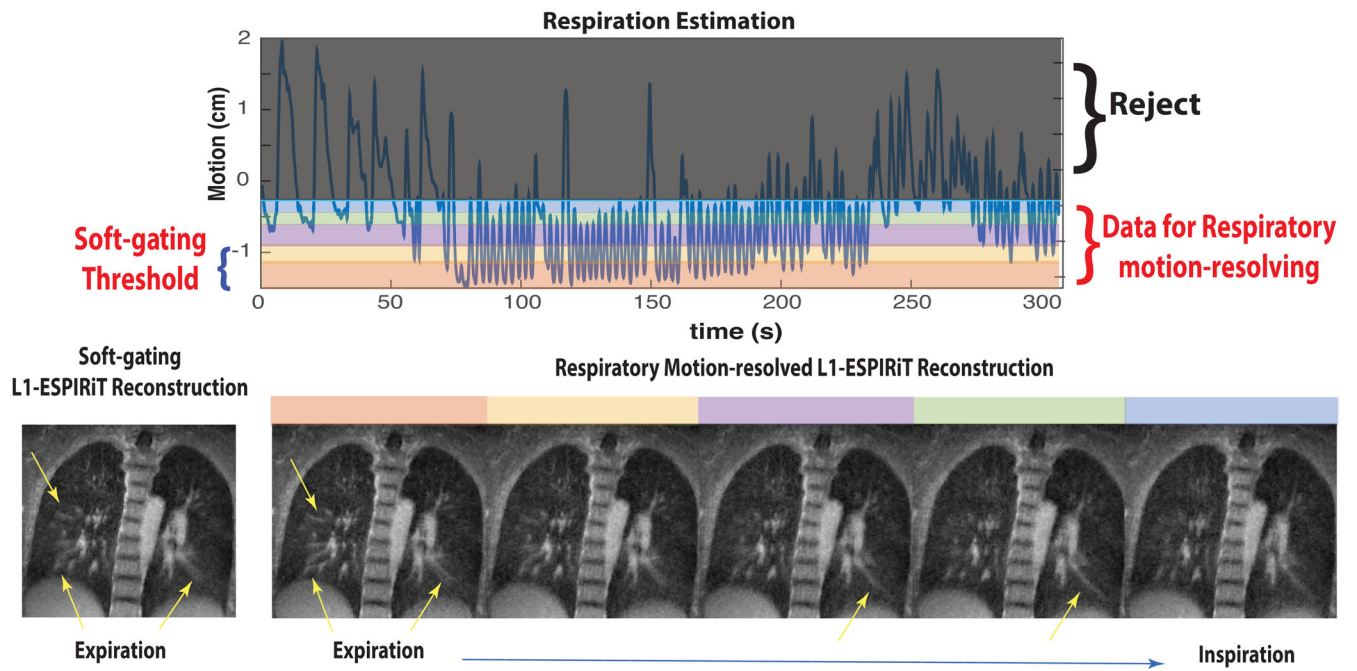 Respiration Estimation
2
1
0
-1
Motion (cm)
Reject
Soft-gating
Threshold
Data for Respiratory
motion-resolving
0
50
100
150
200
250
300
time (s)
Soft-gating
L1-ESPIRiT Reconstruction
Respiratory Motion-resolved L1-ESPIRiT Reconstruction
Expiration
Expiration
Inspiration